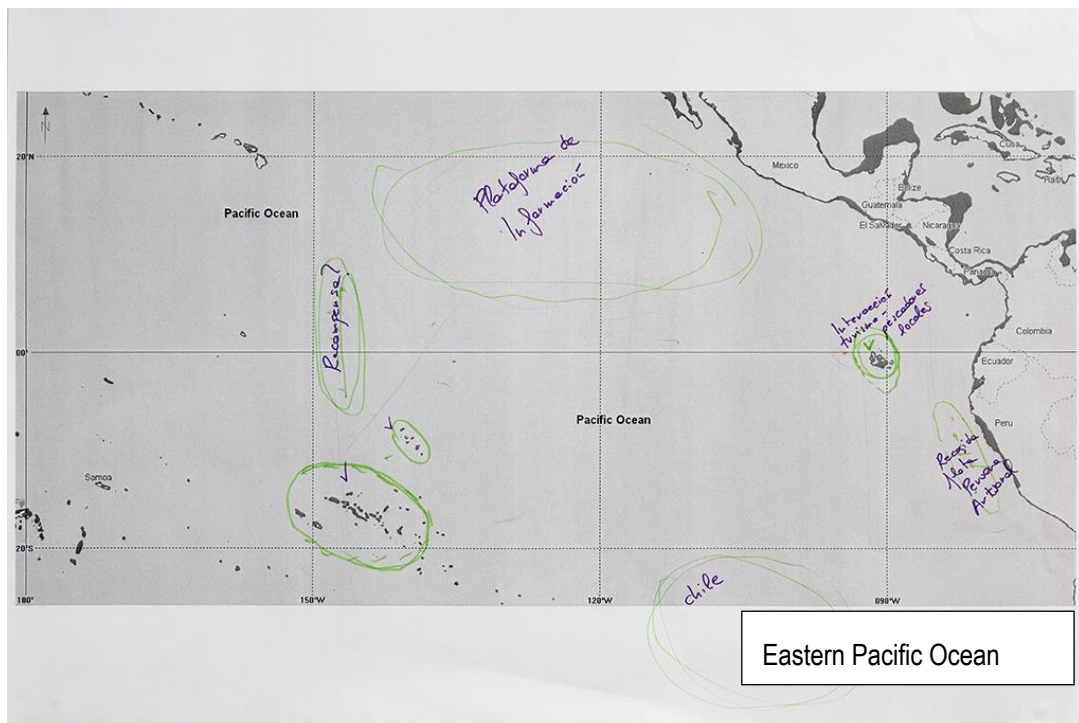 N
20°N
Pacific Ocean
Plataforma de
Información
Mexico
Cuba
Haiti
Belize
Guatemala
El Salvador
Nicaragua
Costa Rica
Panama
Recompensal
Interacción
turismo-
pescadores
locales
Colombia
00°
Ecuador
Pacific Ocean
Peru
Recogida
flota
Peruana
Artesanal
Samoa
20°S
Chile
180°
150°W
120°W
090°W
Eastern Pacific Ocean